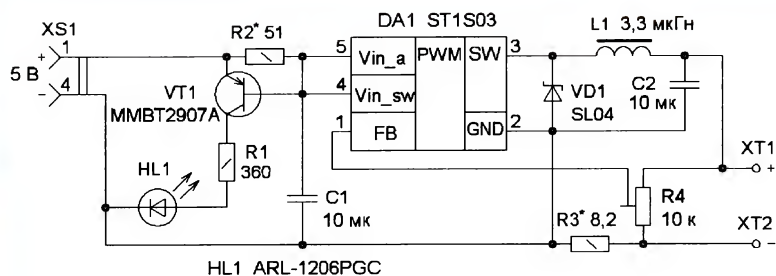 DA1 ST1S03
XS1
R2* 51
L1 3,3 мкГн
+ 1
5 Vin_a PWM SW 3
5 В
VT1
4 Vin_sw
C2
10 мк
− 4
MMBT2907A
VD1
SL04
1 FB GND 2
HL1
R1
360
XT1
+
C1
10 мк
R4
10 к
R3* 8,2
XT2
−
HL1 ARL-1206PGC